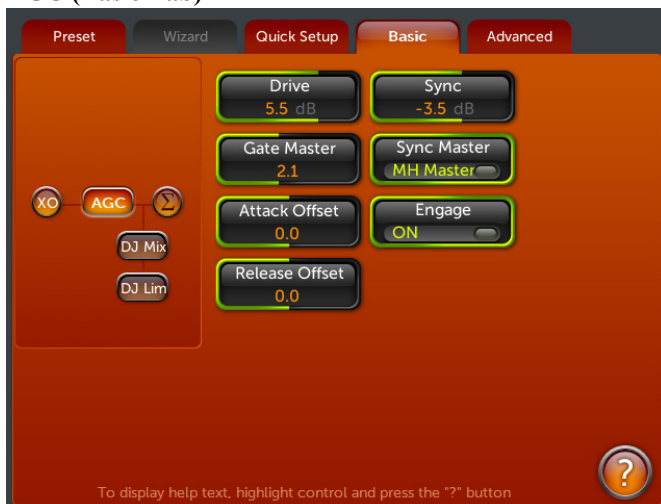 Preset Wizard Quick Setup Basic Advanced
Drive
5.5 dB
Sync
-3.5 dB
Gate Master
2.1
Sync Master
MH Master
Attack Offset
0.0
Engage
ON
Release Offset
0.0
XO AGC Σ
DJ Mix
DJ Lim
To display help text, highlight control and press the "?" button
?